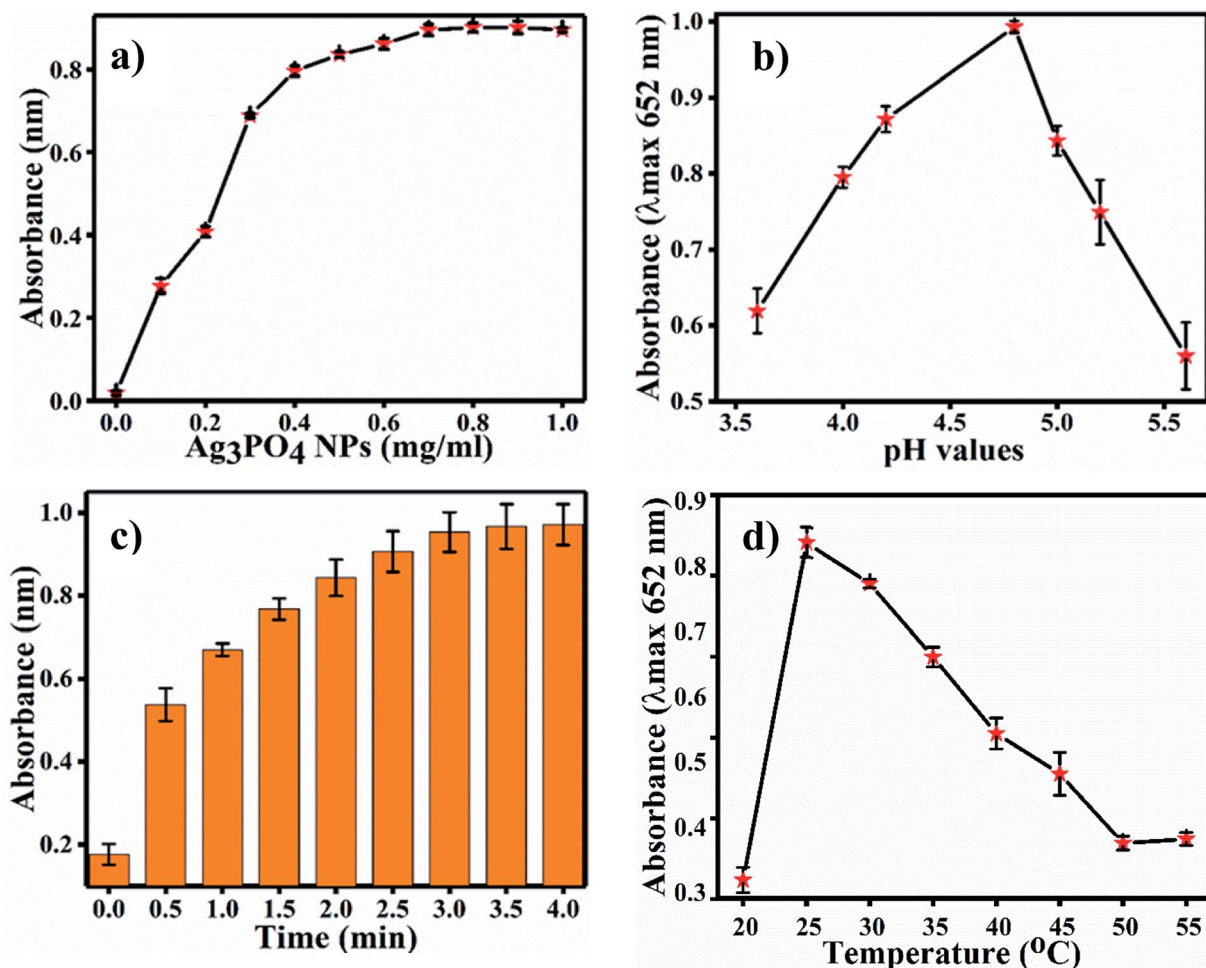 a)
Absorbance (nm)
0.8
0.6
0.4
0.2
0.0
0.0 0.2 0.4 0.6 0.8 1.0
Ag3PO4 NPs (mg/ml)
b)
Absorbance (λmax 652 nm)
1.0
0.9
0.8
0.7
0.6
0.5
3.5 4.0 4.5 5.0 5.5
pH values
c)
Absorbance (nm)
1.0
0.8
0.6
0.4
0.2
0.0 0.5 1.0 1.5 2.0 2.5 3.0 3.5 4.0
Time (min)
d)
Absorbance (λmax 652 nm)
0.9
0.8
0.7
0.6
0.5
0.4
0.3
20 25 30 35 40 45 50 55
Temperature (OC)